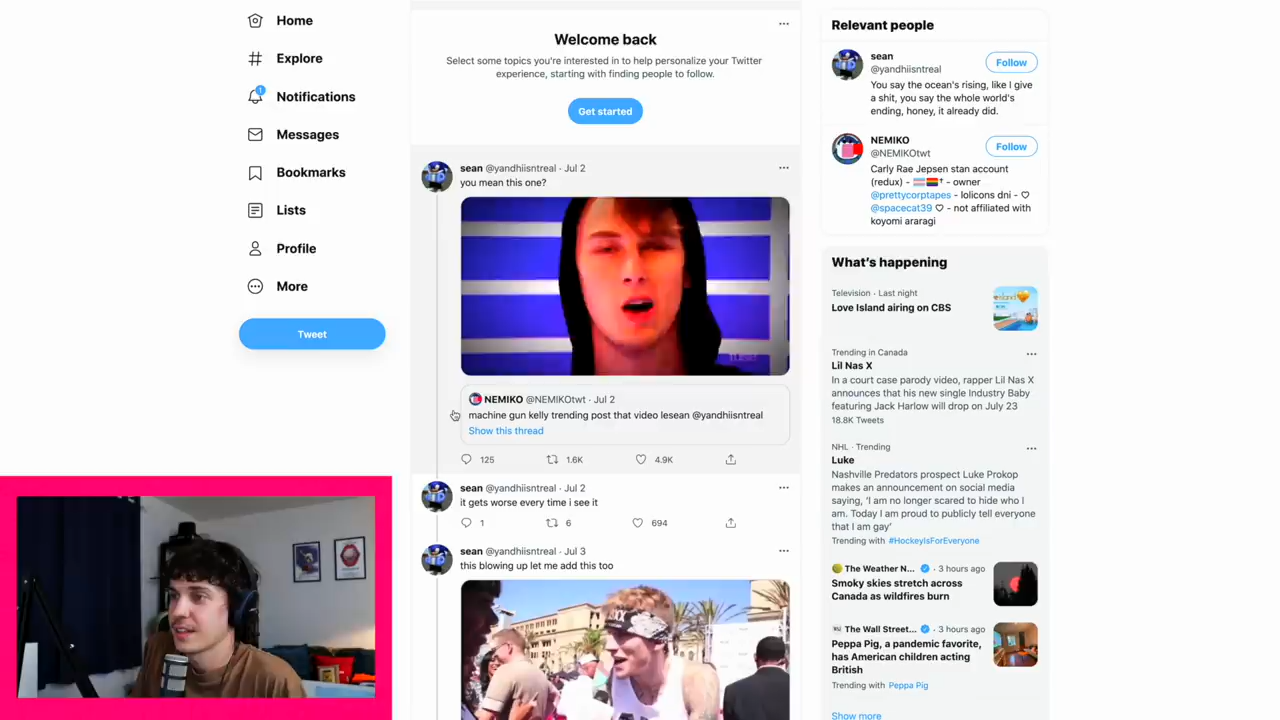 Home
Explore
1
Notifications
Messages
Bookmarks
Lists
Profile
More
Tweet
Welcome back
Select some topics you're interested in to help personalize your Twitter
experience, starting with finding people to follow.
Get started
sean @yandhiisntreal · Jul 2
you mean this one?
NEMIKO @NEMIKOtwt · Jul 2
machine gun kelly trending post that video lesean @yandhiisntreal
Show this thread
125 1.6K 4.9K
sean @yandhiisntreal · Jul 2
it gets worse every time i see it
1 6 694
sean @yandhiisntreal · Jul 3
this blowing up let me add this too
Relevant people
sean
@yandhiisntreal
Follow
You say the ocean's rising, like I give
a shit, you say the whole world's
ending, honey, it already did.
NEMIKO
@NEMIKOtwt
Follow
Carly Rae Jepsen stan account
(redux) - 🏳️‍⚧️🏳️‍🌈† - owner
@prettycorptapes - lolicons dni - ♡
@spacecat39 ♡ - not affiliated with
koyomi araragi
What's happening
Television · Last night
Love Island airing on CBS
Trending in Canada
Lil Nas X
In a court case parody video, rapper Lil Nas X
announces that his new single Industry Baby
featuring Jack Harlow will drop on July 23
18.8K Tweets
NHL · Trending
Luke
Nashville Predators prospect Luke Prokop
makes an announcement on social media
saying, 'I am no longer scared to hide who I
am. Today I am proud to publicly tell everyone
that I am gay'
Trending with #HockeyIsForEveryone
The Weather N... · 3 hours ago
Smoky skies stretch across
Canada as wildfires burn
The Wall Street... · 3 hours ago
Peppa Pig, a pandemic favorite,
has American children acting
British
Trending with Peppa Pig
Show more